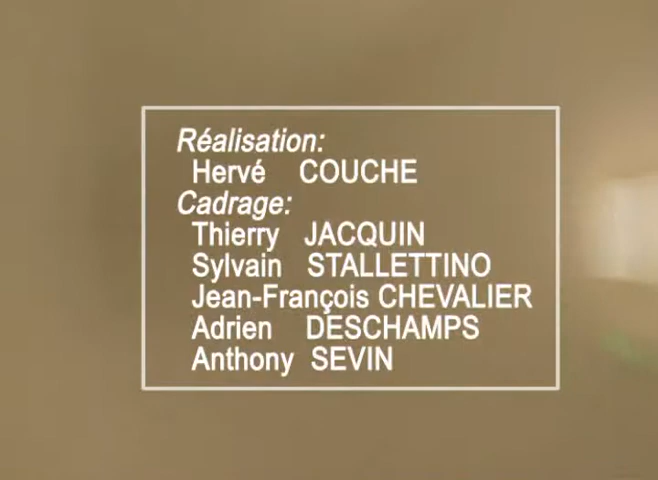 Réalisation:
Hervé COUCHE
Cadrage:
Thierry JACQUIN
Sylvain STALLETTINO
Jean-François CHEVALIER
Adrien DESCHAMPS
Anthony SEVIN